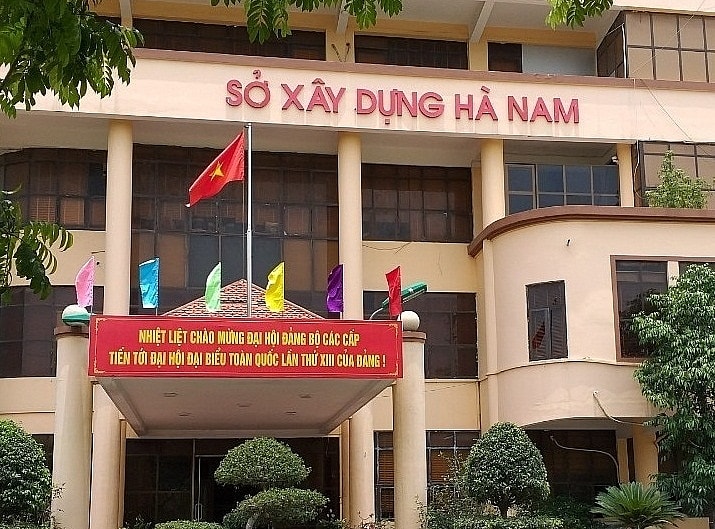 SỞ XÂY DỰNG HÀ NAM
NHIỆT LIỆT CHÀO MỪNG ĐẠI HỘI ĐẢNG BỘ CÁC CẤP
TIẾN TỚI ĐẠI HỘI ĐẠI BIỂU TOÀN QUỐC LẦN THỨ XIII CỦA ĐẢNG !